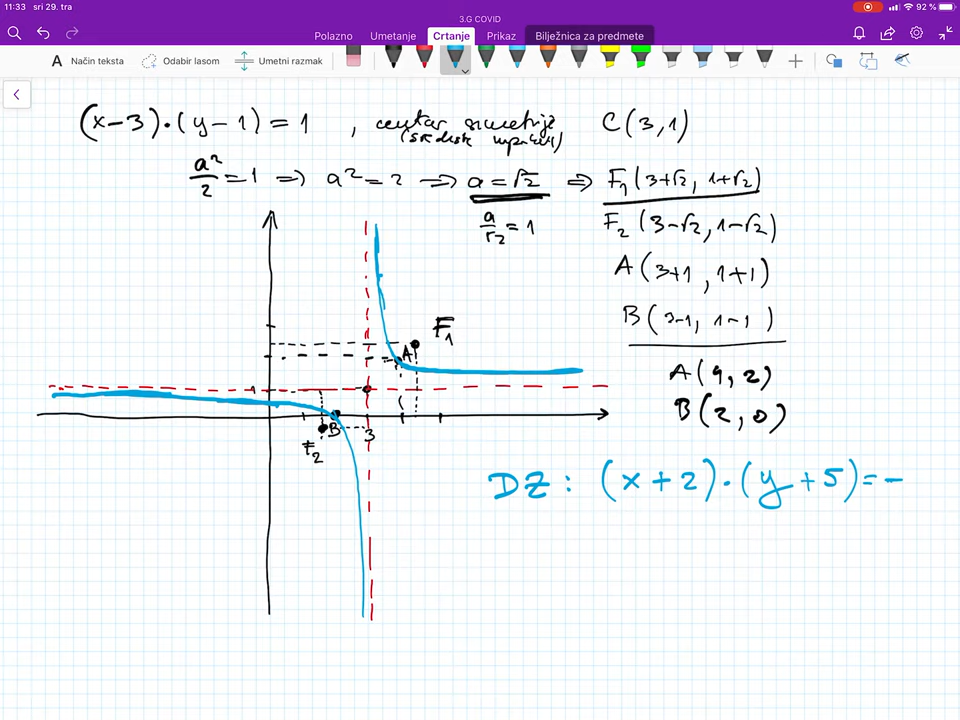 11:33 sri 29. tra
92 %
3.G COVID
Polazno Umetanje Crtanje Prikaz Bilježnica za predmete
A Način teksta Odabir lasom Umetni razmak
(x-3)·(y-1)=1 , centar simetrije C(3,1)
a²/2=1 ⇒ a²=2 ⇒ a=√2 ⇒ F₁(3+√2, 1+√2)
a/√2=1
F₂(3-√2, 1-√2)
A(3+1, 1+1)
B(3-1, 1-1)
A(4, 2)
B(2, 0)
F₁
A
1
B
3
F₂
DZ: (x+2)·(y+5)=-